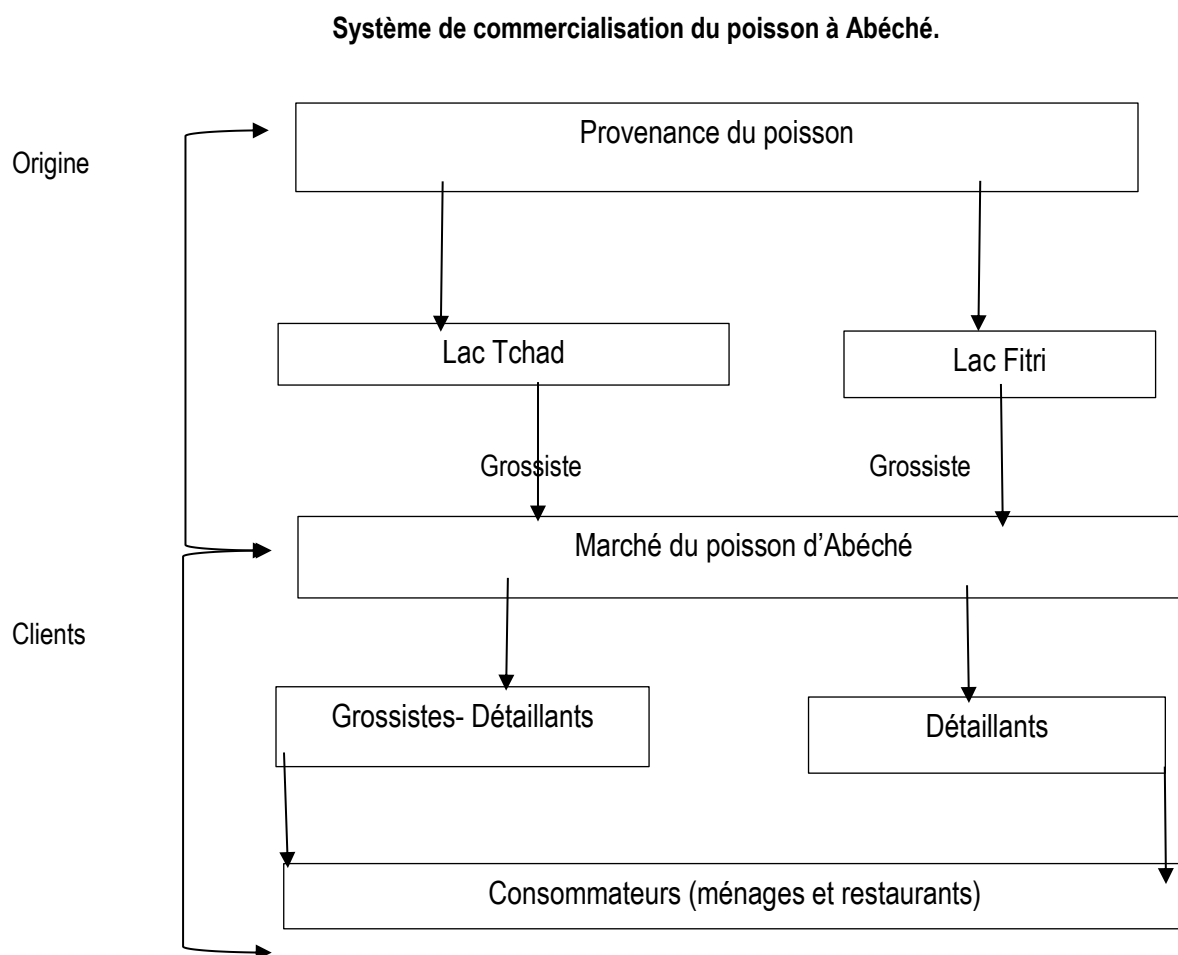 Système de commercialisation du poisson à Abéché.
Provenance du poisson
Origine
Lac Tchad
Lac Fitri
Grossiste
Grossiste
Marché du poisson d’Abéché
Clients
Grossistes- Détaillants
Détaillants
Consommateurs (ménages et restaurants)